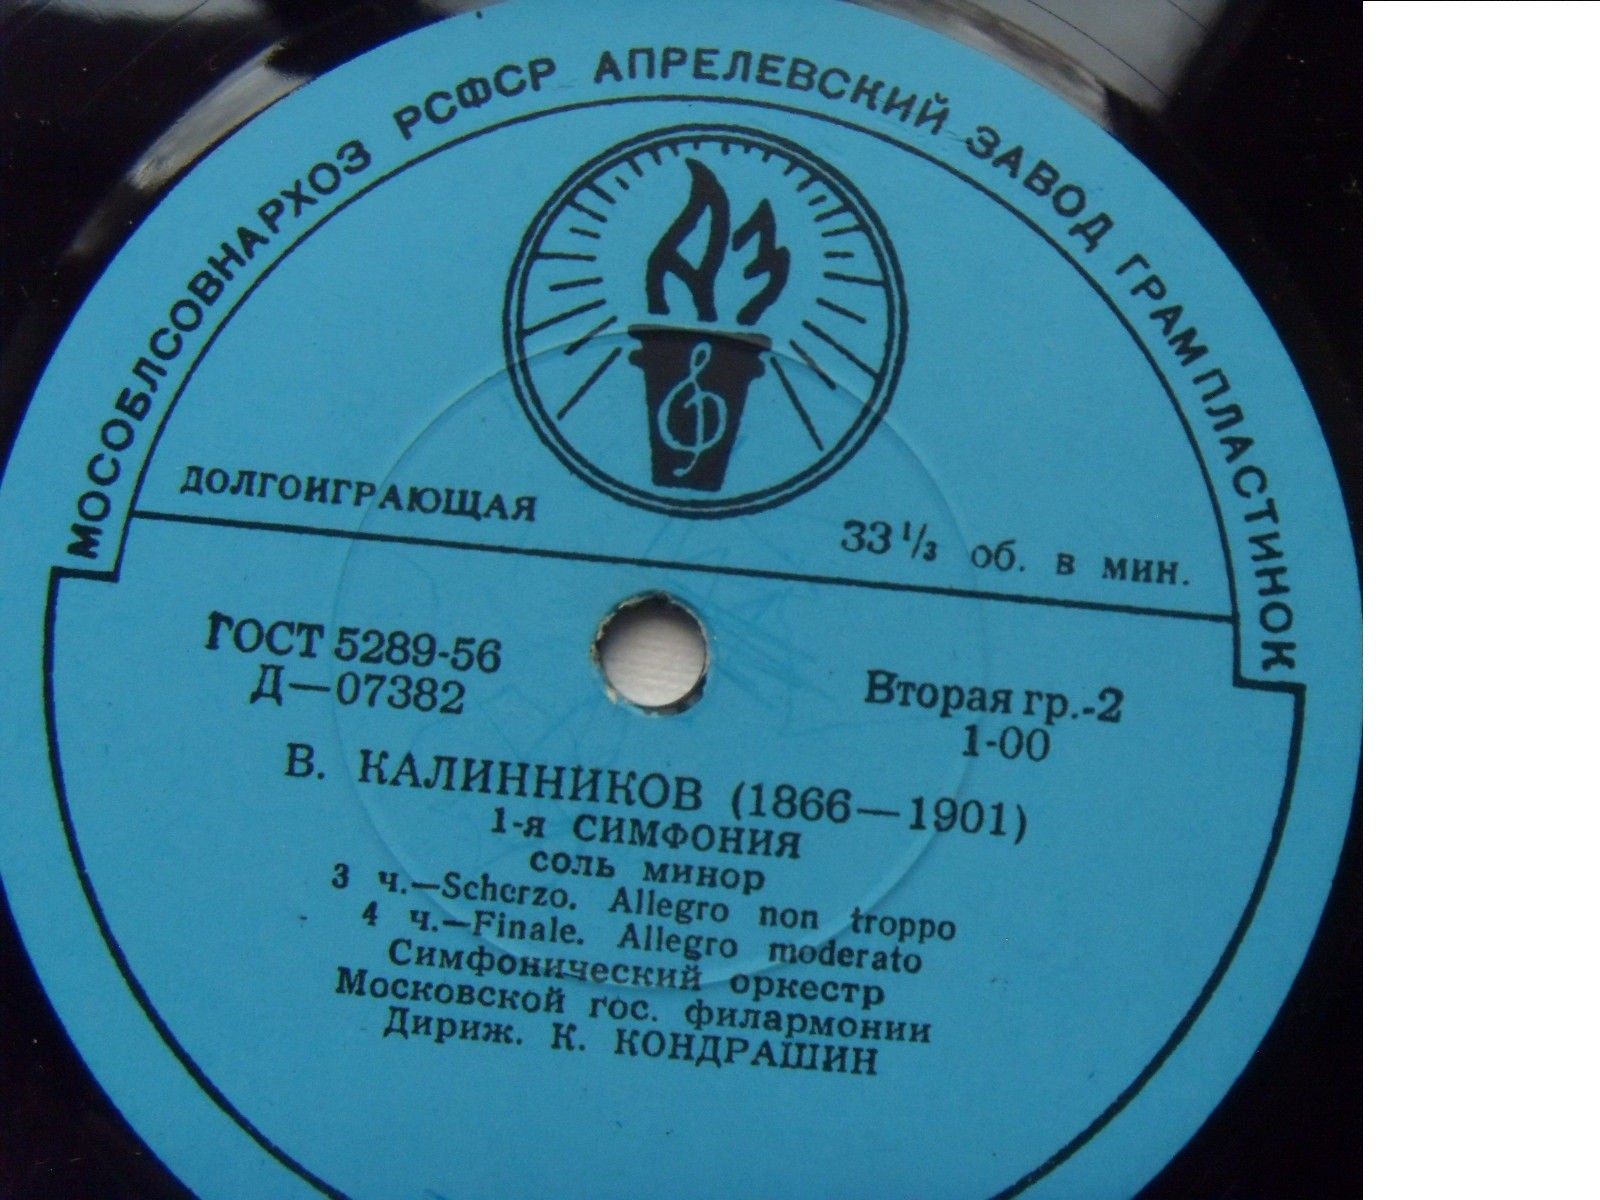 МОСОБЛСОВНАРХОЗ РСФСР АПРЕЛЕВСКИЙ ЗАВОД ГРАМПЛАСТИНОК
АЗ
ДОЛГОИГРАЮЩАЯ
33 1/3 об. в мин.
ГОСТ 5289-56
Д—07382
Вторая гр.-2
1-00
В. КАЛИННИКОВ (1866—1901)
1-я СИМФОНИЯ
соль минор
3 ч.—Scherzo. Allegro non troppo
4 ч.—Finale. Allegro moderato
Симфонический оркестр
Московской гос. филармонии
Дириж. К. КОНДРАШИН